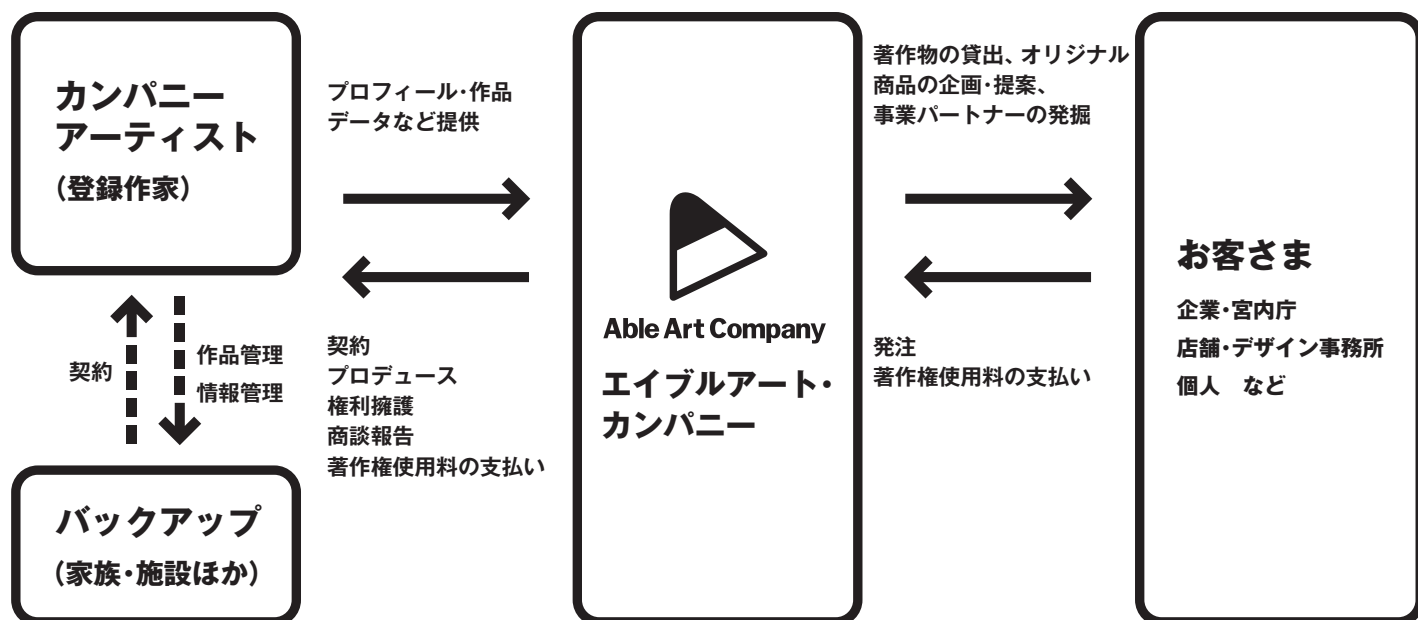 カンパニー
アーティスト
（登録作家）
プロフィール・作品
データなど提供
契約
プロデュース
権利擁護
商談報告
著作権使用料の支払い
契約
作品管理
情報管理
バックアップ
（家族・施設ほか）
Able Art Company
エイブルアート・
カンパニー
著作物の貸出、オリジナル
商品の企画・提案、
事業パートナーの発掘
発注
著作権使用料の支払い
お客さま
企業・宮内庁
店舗・デザイン事務所
個人　など